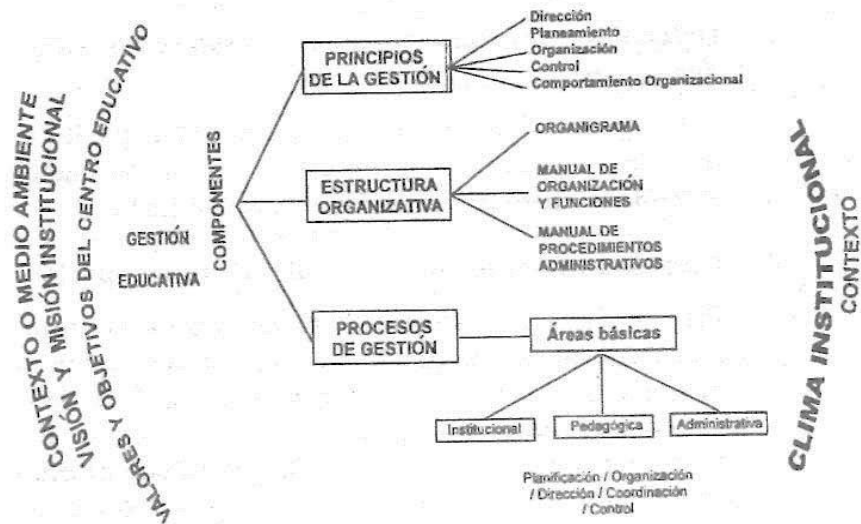 CONTEXTO O MEDIO AMBIENTE
VISIÓN Y MISIÓN INSTITUCIONAL
VALORES Y OBJETIVOS DEL CENTRO EDUCATIVO
GESTIÓN
EDUCATIVA
COMPONENTES
PRINCIPIOS
DE LA GESTIÓN
Dirección
Planeamiento
Organización
Control
Comportamiento Organizacional
ESTRUCTURA
ORGANIZATIVA
ORGANIGRAMA
MANUAL DE
ORGANIZACIÓN
Y FUNCIONES
MANUAL DE
PROCEDIMIENTOS
ADMINISTRATIVOS
PROCESOS
DE GESTIÓN
Áreas básicas
Institucional
Pedagógica
Administrativa
Planificación / Organización
/ Dirección / Coordinación
/ Control
CLIMA INSTITUCIONAL
CONTEXTO